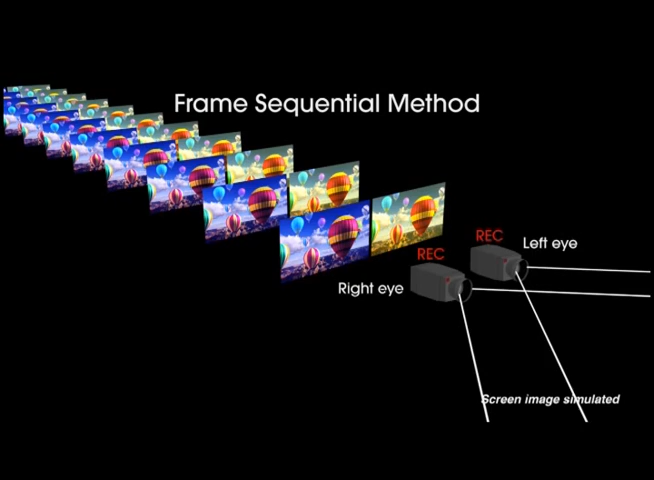 Frame Sequential Method
REC
Left eye
REC
Right eye
Screen image simulated